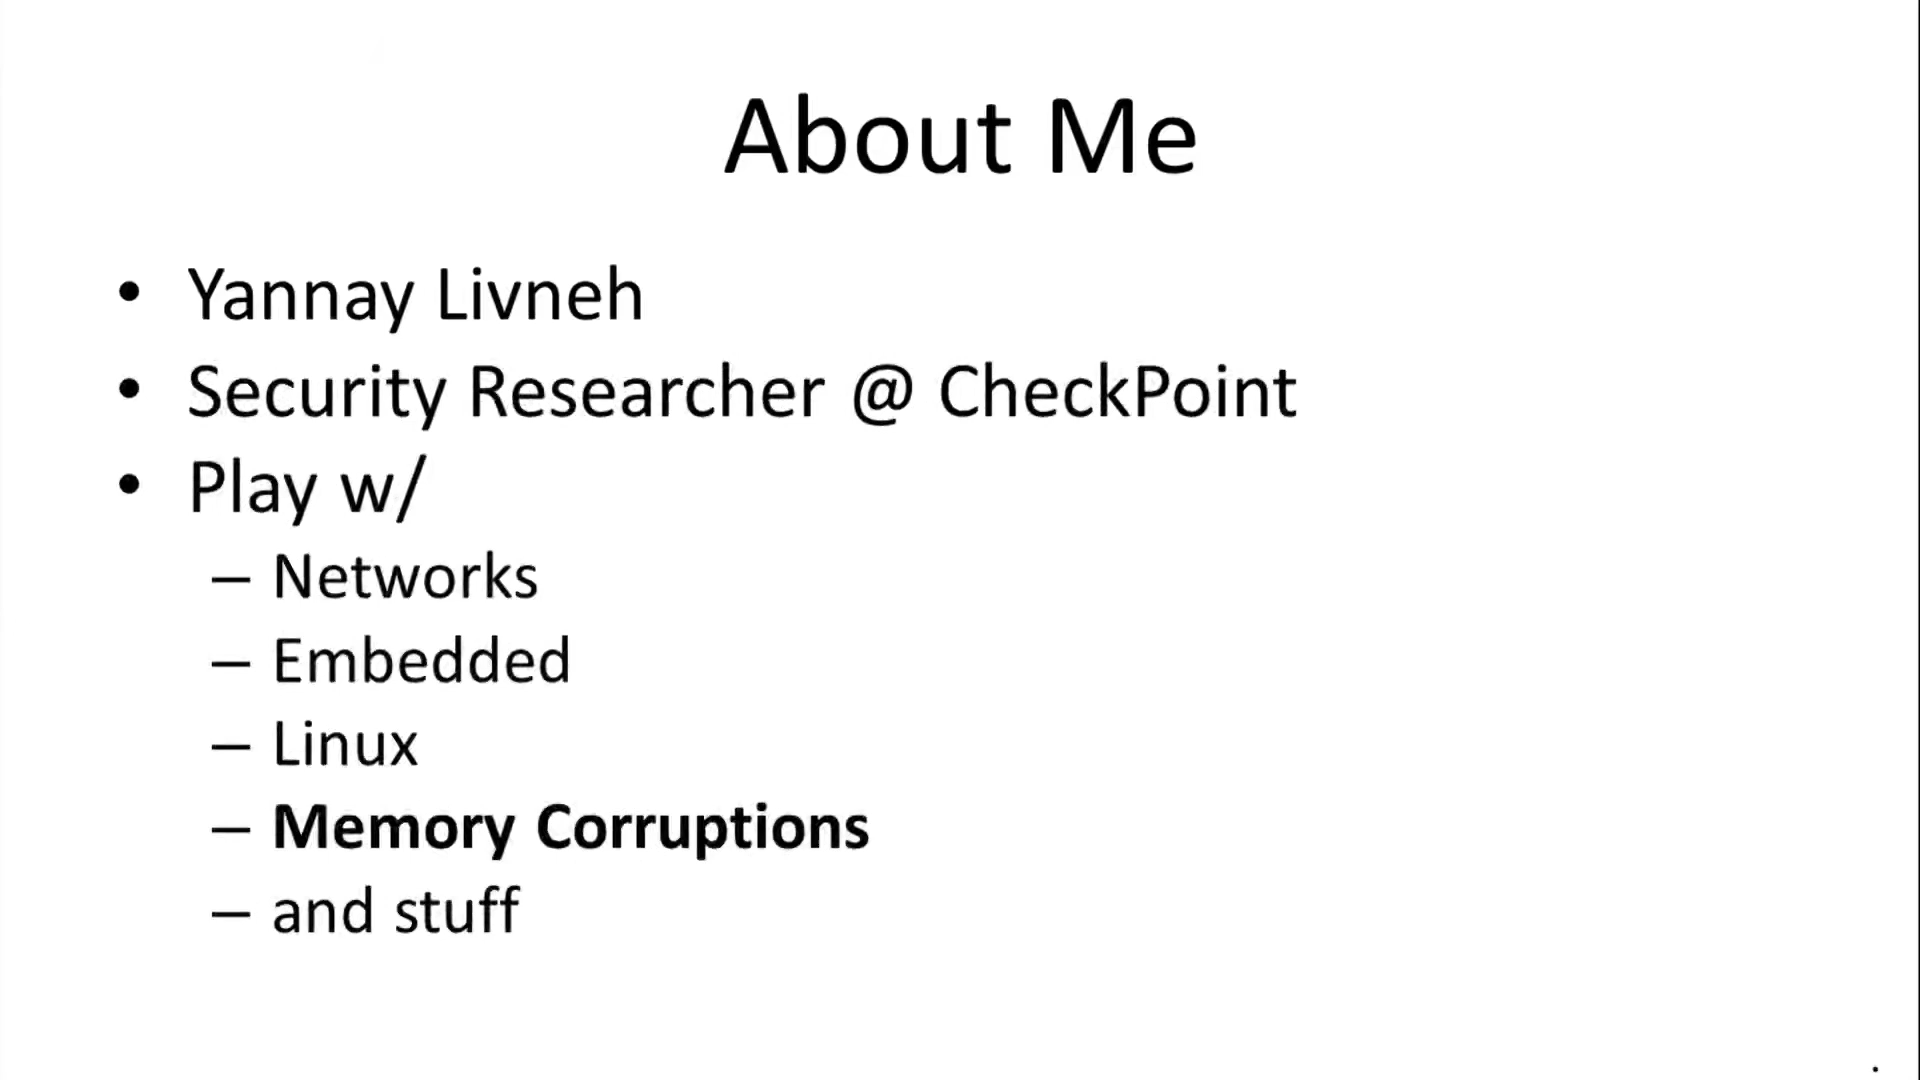 About Me
• Yannay Livneh
• Security Researcher @ CheckPoint
• Play w/
– Networks
– Embedded
– Linux
– Memory Corruptions
– and stuff